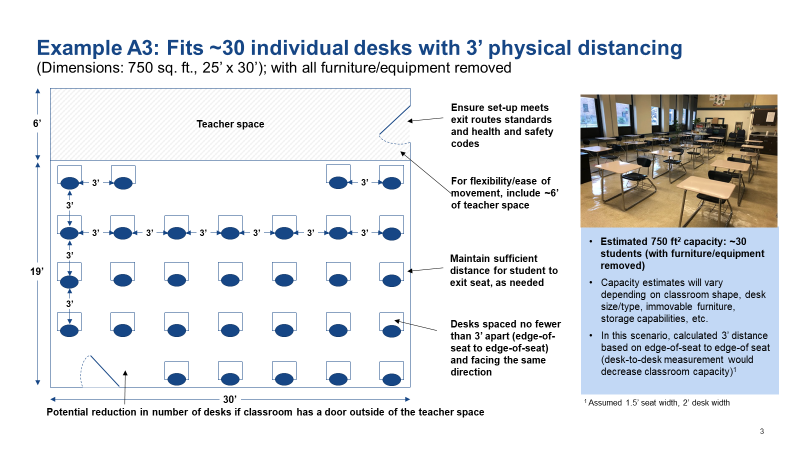 Example A3: Fits ~30 individual desks with 3’ physical distancing
(Dimensions: 750 sq. ft., 25’ x 30’); with all furniture/equipment removed
6’
Teacher space
Ensure set-up meets
exit routes standards
and health and safety
codes
For flexibility/ease of
movement, include ~6’
of teacher space
3’
3’
3’
3’
3’
3’
3’
3’
3’
3’
3’
19’
Maintain sufficient
distance for student to
exit seat, as needed
Desks spaced no fewer
than 3’ apart (edge-of-
seat to edge-of-seat)
and facing the same
direction
30’
Potential reduction in number of desks if classroom has a door outside of the teacher space
• Estimated 750 ft² capacity: ~30
students (with furniture/equipment
removed)
• Capacity estimates will vary
depending on classroom shape, desk
size/type, immovable furniture,
storage capabilities, etc.
• In this scenario, calculated 3’ distance
based on edge-of-seat to edge-of seat
(desk-to-desk measurement would
decrease classroom capacity)¹
¹ Assumed 1.5’ seat width, 2’ desk width
3